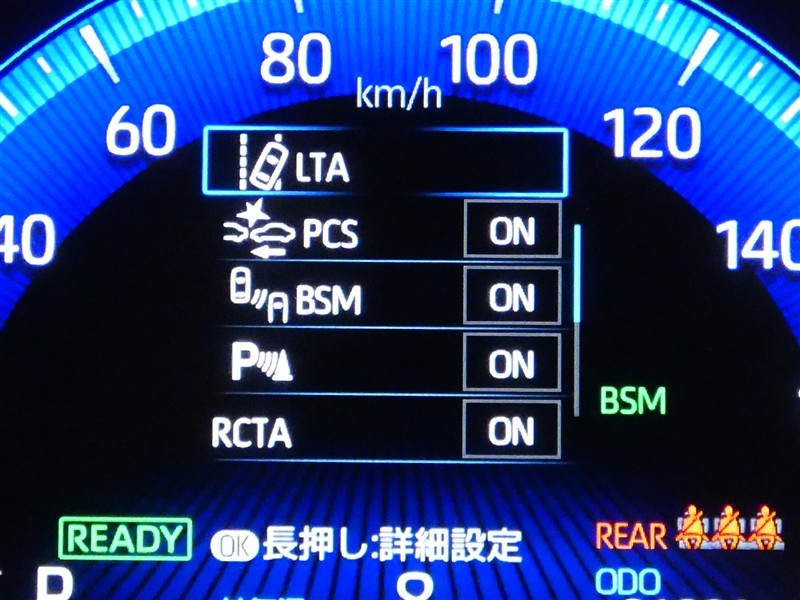 80 100
km/h
60 120
40 140
LTA
PCS ON
BSM ON
P ON
BSM
RCTA ON
READY OK 長押し:詳細設定 REAR
P ODO